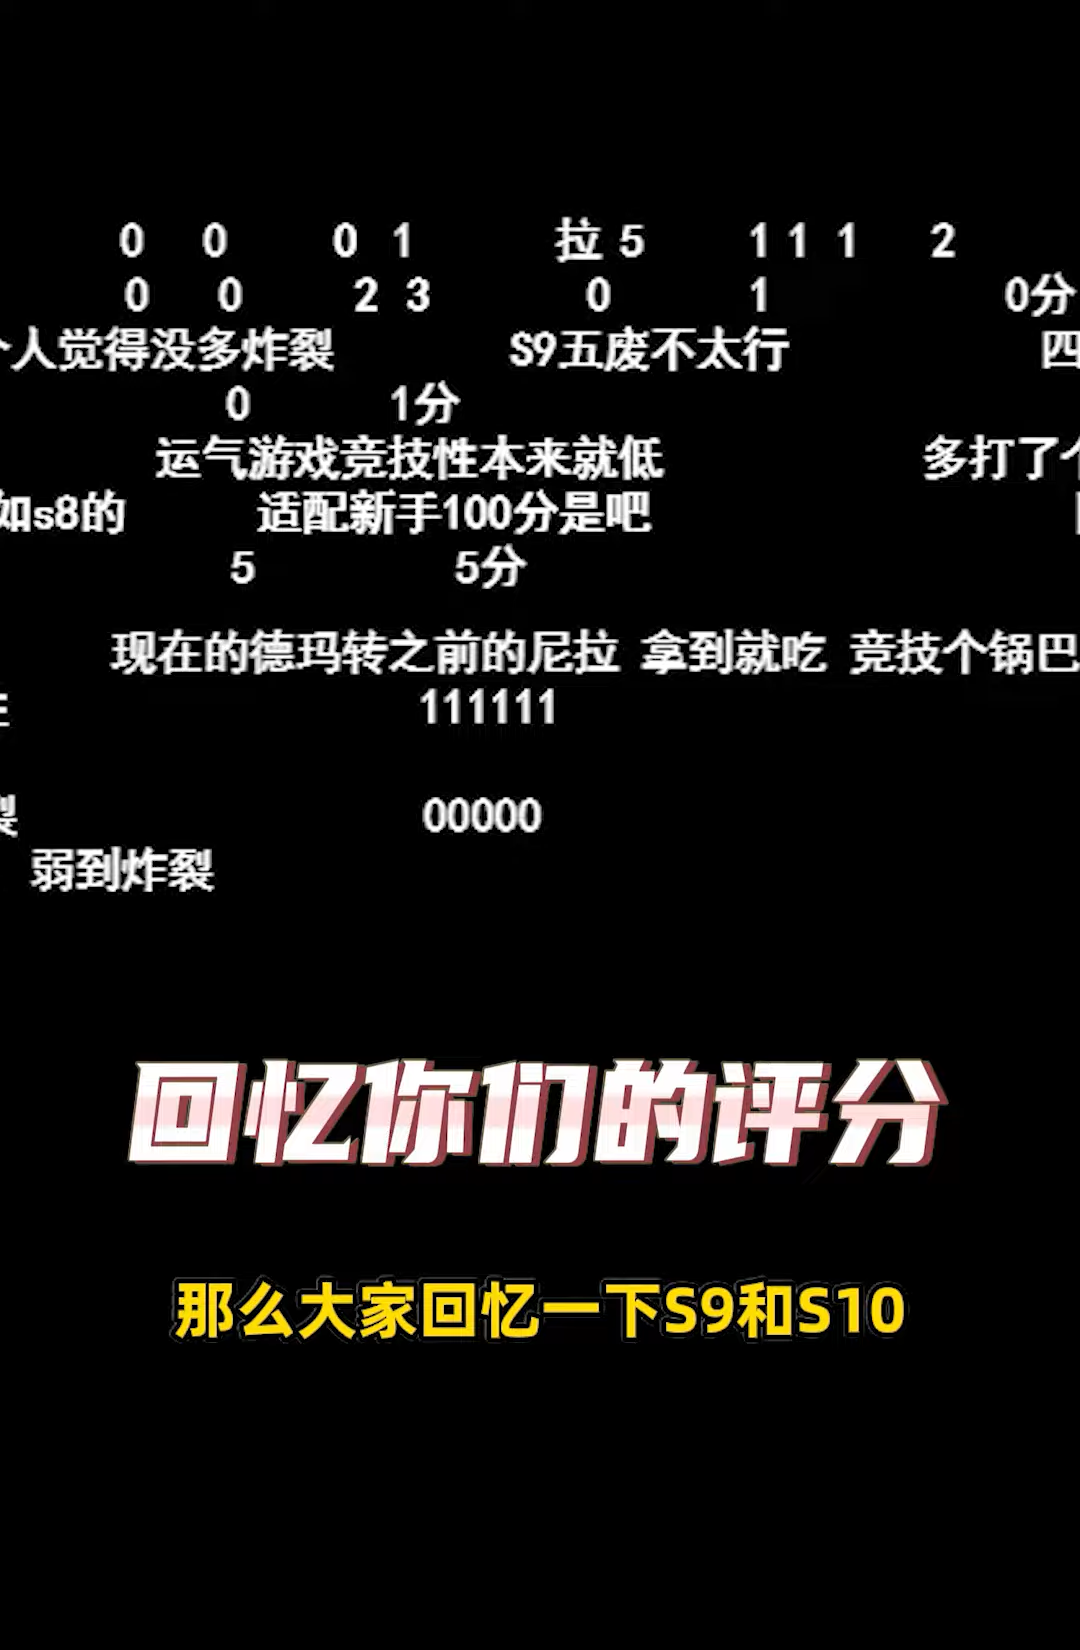 0 0 0 1 拉 5 1 1 1 2
0 0 2 3 0 1 0分
个人觉得没多炸裂 S9五废不太行 四
0 1分
运气游戏竞技性本来就低 多打了个
如s8的 适配新手100分是吧
5 5分
现在的德玛转之前的尼拉 拿到就吃 竞技个锅巴
111111
裂 00000
弱到炸裂
回忆你们的评分
那么大家回忆一下S9和S10